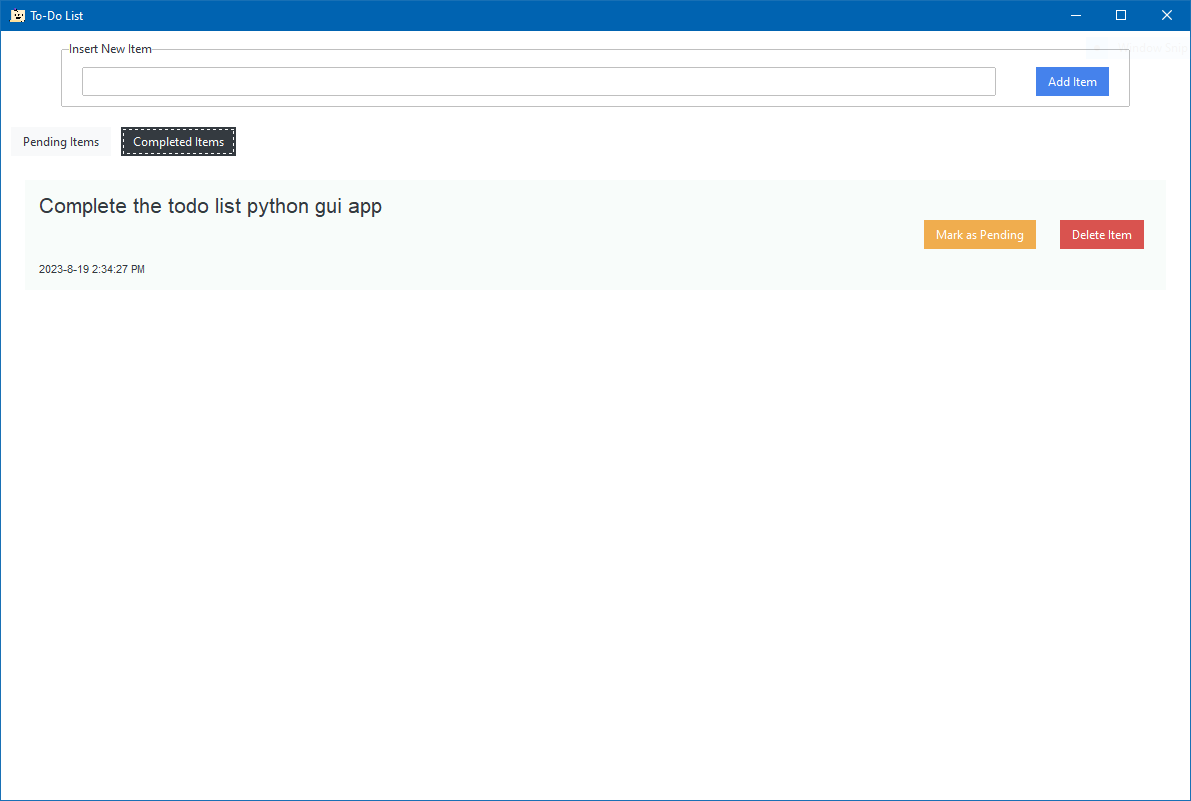 To-Do List
Insert New Item
Add Item
Pending Items
Completed Items
Complete the todo list python gui app
Mark as Pending
Delete Item
2023-8-19 2:34:27 PM